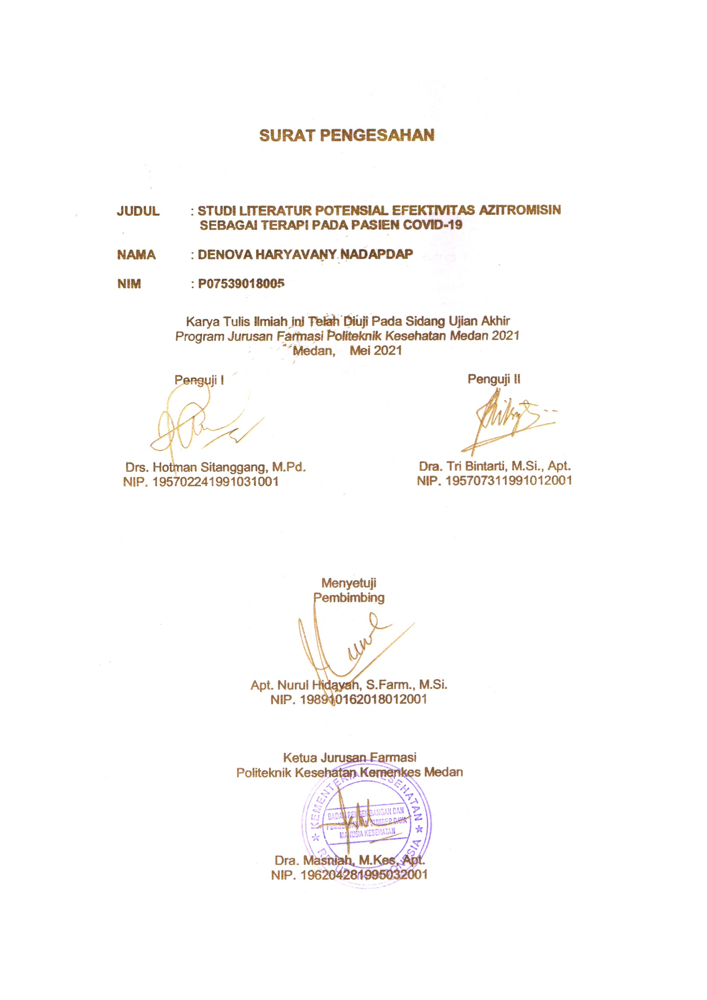 SURAT PENGESAHAN
JUDUL : STUDI LITERATUR POTENSIAL EFEKTIVITAS AZITROMISIN
SEBAGAI TERAPI PADA PASIEN COVID-19
NAMA : DENOVA HARYAVANY NADAPDAP
NIM : P07539018005
Karya Tulis Ilmiah ini Telah Diuji Pada Sidang Ujian Akhir
Program Jurusan Farmasi Politeknik Kesehatan Medan 2021
Medan, Mei 2021
Penguji I
Penguji II
Drs. Hotman Sitanggang, M.Pd.
NIP. 195702241991031001
Dra. Tri Bintarti, M.Si., Apt.
NIP. 195707311991012001
Menyetuji
Pembimbing
Apt. Nurul Hidayah, S.Farm., M.Si.
NIP. 198910162018012001
Ketua Jurusan Farmasi
Politeknik Kesehatan Kemenkes Medan
KEMENTERIAN KESEHATAN
BADAN PENGEMBANGAN DAN
PEMBERDAYAAN SUMBER DAYA
MANUSIA KESEHATAN
REPUBLIK INDONESIA
Dra. Masniah, M.Kes, Apt.
NIP. 196204281995032001